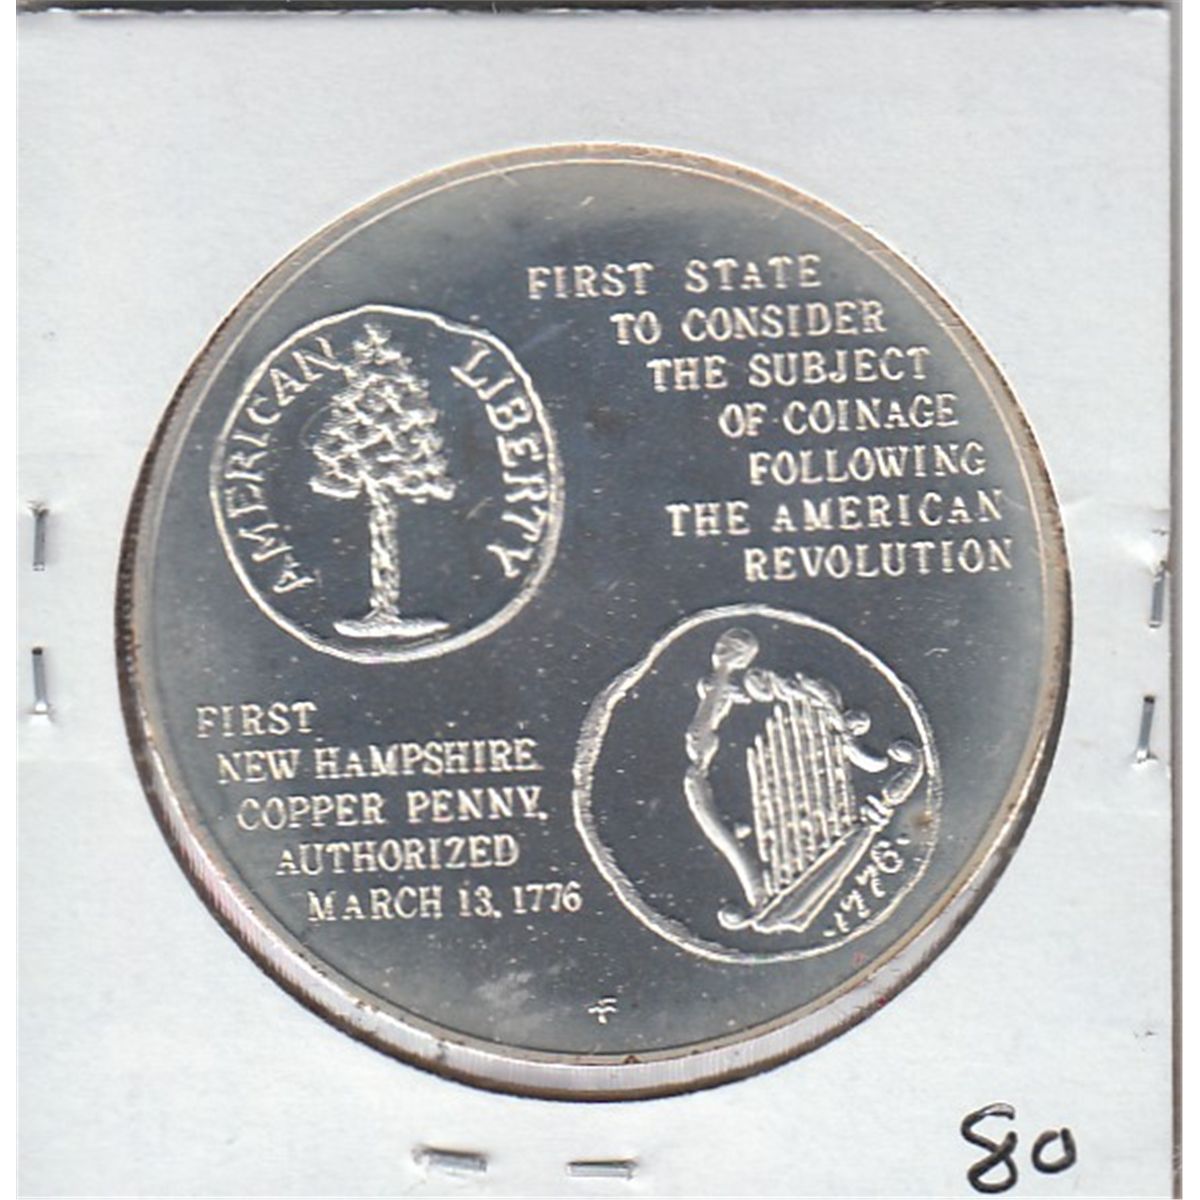 FIRST STATE
TO CONSIDER
THE SUBJECT
OF COINAGE
FOLLOWING
THE AMERICAN
REVOLUTION
AMERICAN LIBERTY
FIRST
NEW HAMPSHIRE
COPPER PENNY,
AUTHORIZED
MARCH 13, 1776
1776.
80